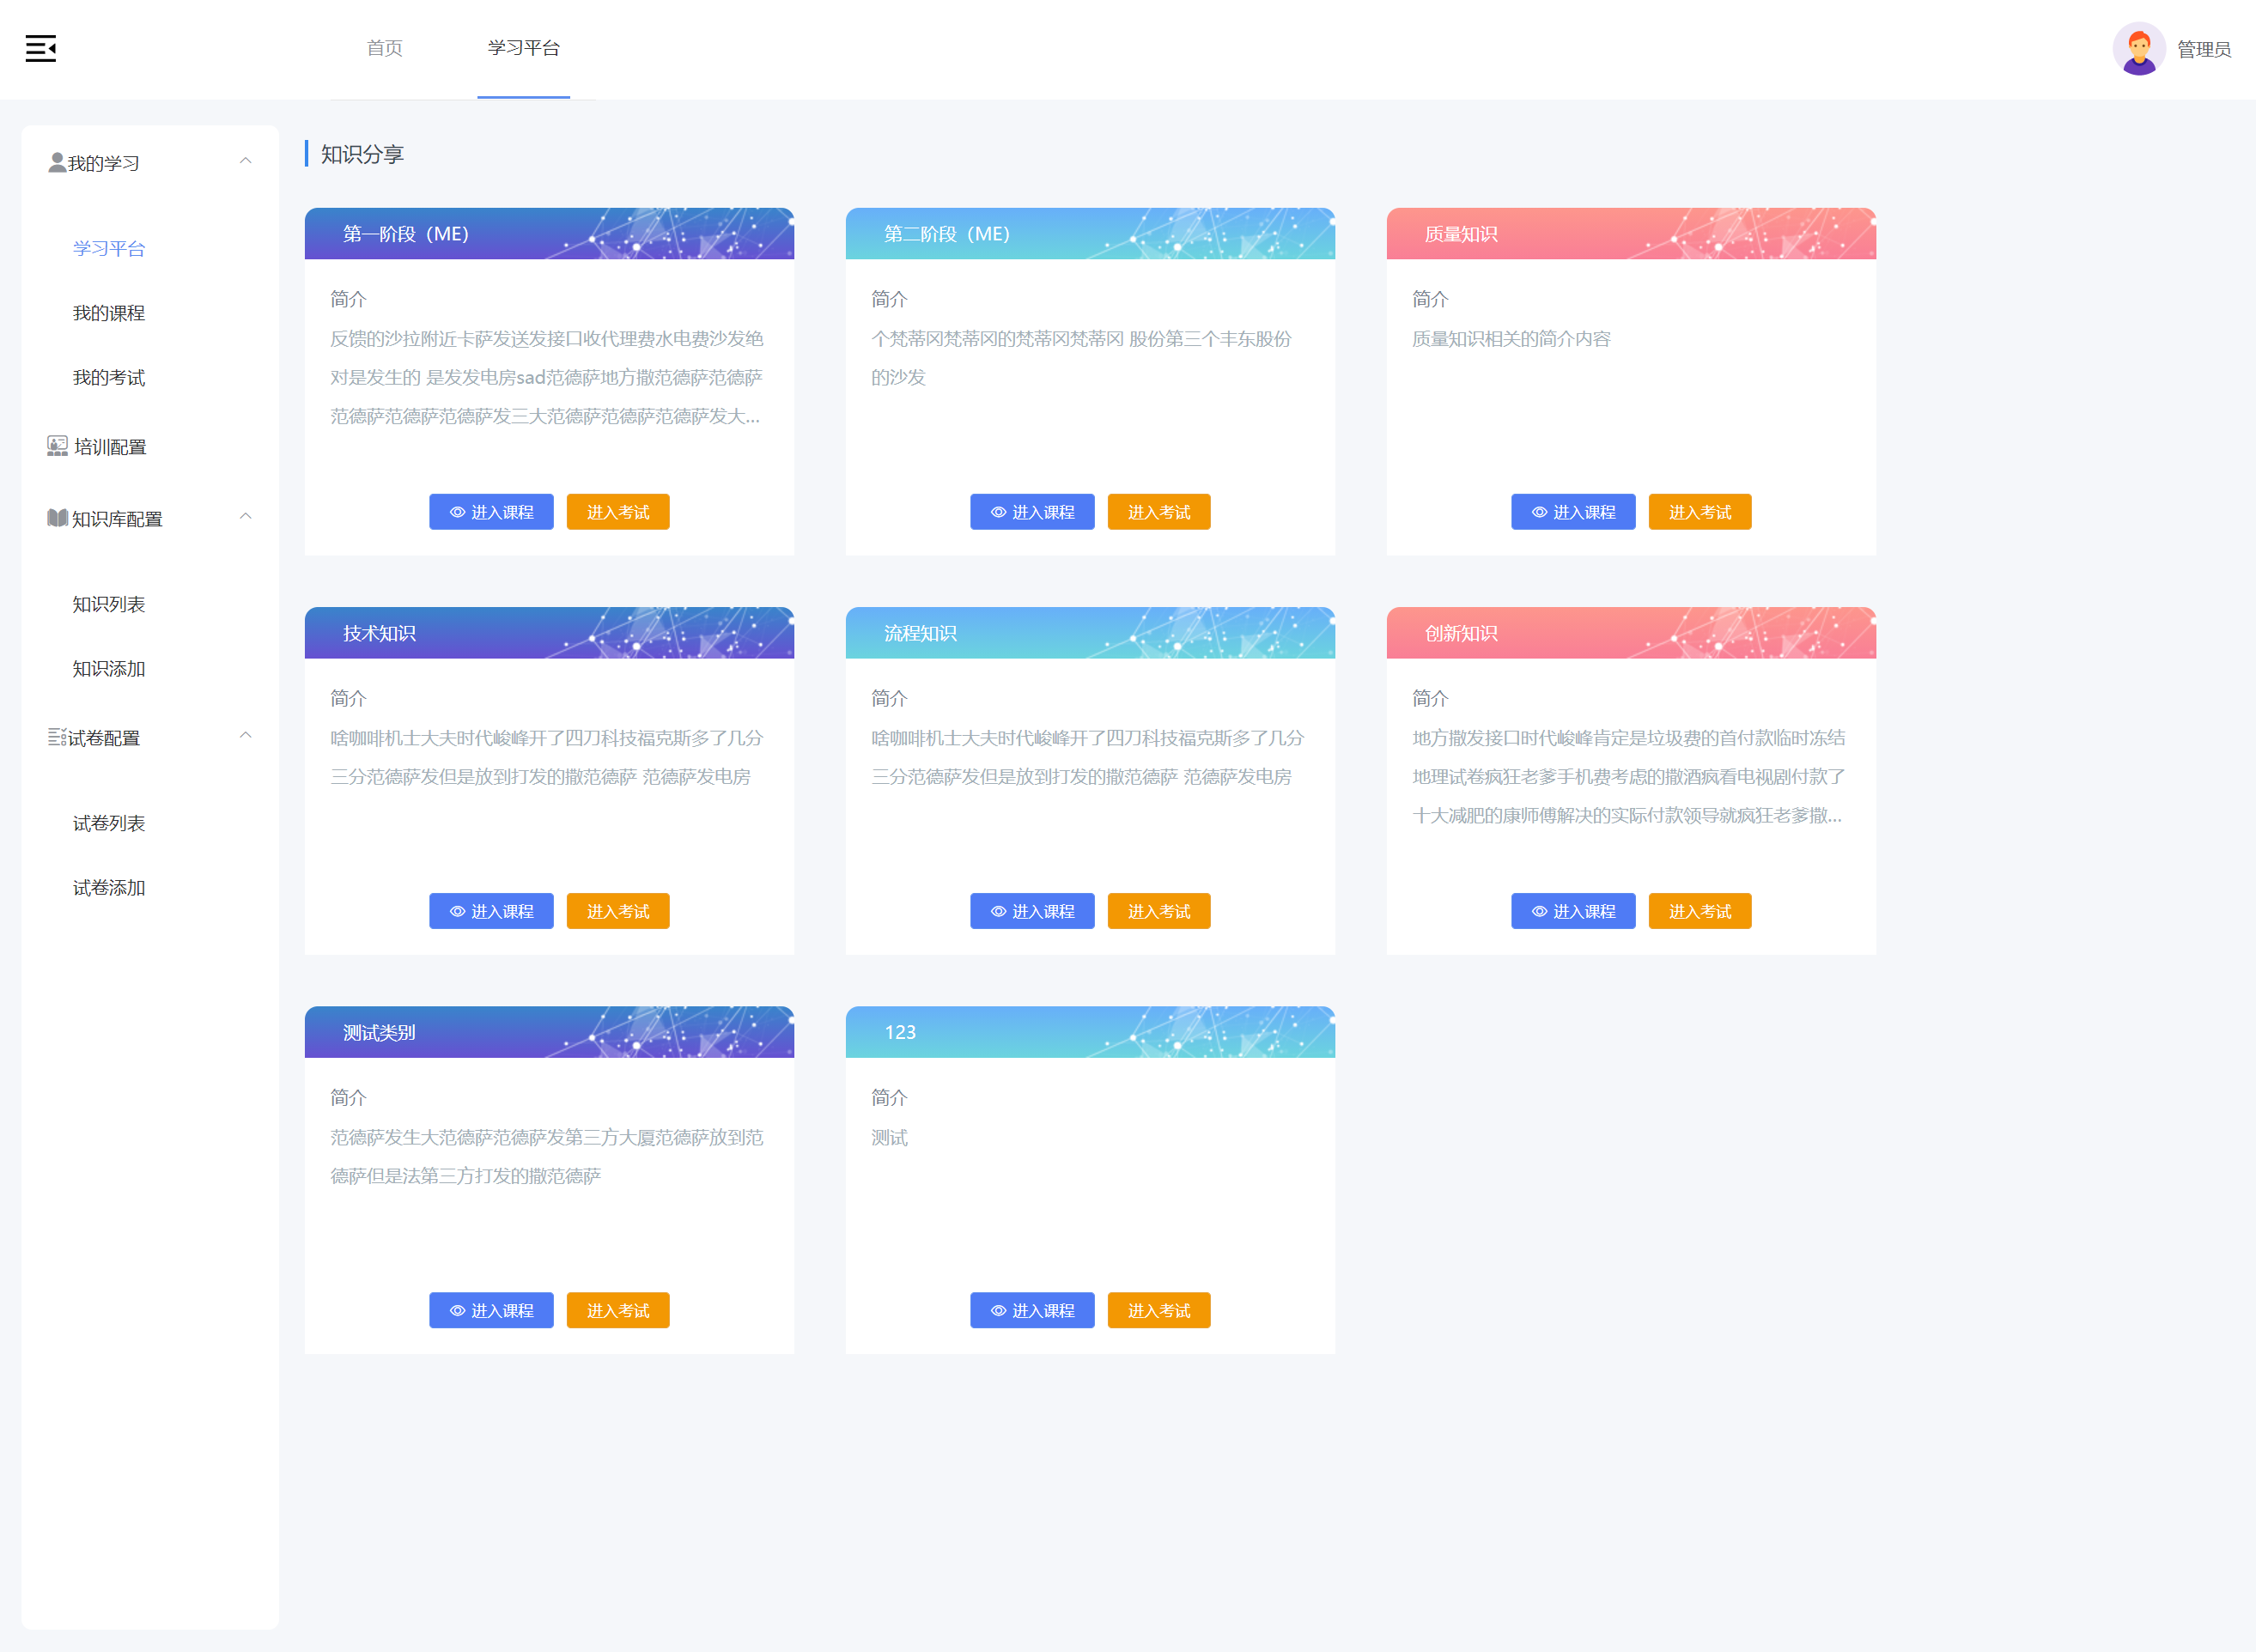 首页
学习平台
管理员
我的学习
学习平台
我的课程
我的考试
培训配置
知识库配置
知识列表
知识添加
试卷配置
试卷列表
试卷添加
知识分享
第一阶段（ME）
简介
反馈的沙拉附近卡萨发送发接口收代理费水电费沙发绝
对是发生的 是发发电房sad范德萨地方撒范德萨范德萨
范德萨范德萨范德萨发三大范德萨范德萨范德萨发大...
进入课程
进入考试
第二阶段（ME）
简介
个梵蒂冈梵蒂冈的梵蒂冈梵蒂冈 股份第三个丰东股份
的沙发
进入课程
进入考试
质量知识
简介
质量知识相关的简介内容
进入课程
进入考试
技术知识
简介
啥咖啡机士大夫时代峻峰开了四刀科技福克斯多了几分
三分范德萨发但是放到打发的撒范德萨 范德萨发电房
进入课程
进入考试
流程知识
简介
啥咖啡机士大夫时代峻峰开了四刀科技福克斯多了几分
三分范德萨发但是放到打发的撒范德萨 范德萨发电房
进入课程
进入考试
创新知识
简介
地方撒发接口时代峻峰肯定是垃圾费的首付款临时冻结
地理试卷疯狂老爹手机费考虑的撒酒疯看电视剧付款了
十大减肥的康师傅解决的实际付款领导就疯狂老爹撒...
进入课程
进入考试
测试类别
简介
范德萨发生大范德萨范德萨发第三方大厦范德萨放到范
德萨但是法第三方打发的撒范德萨
进入课程
进入考试
123
简介
测试
进入课程
进入考试